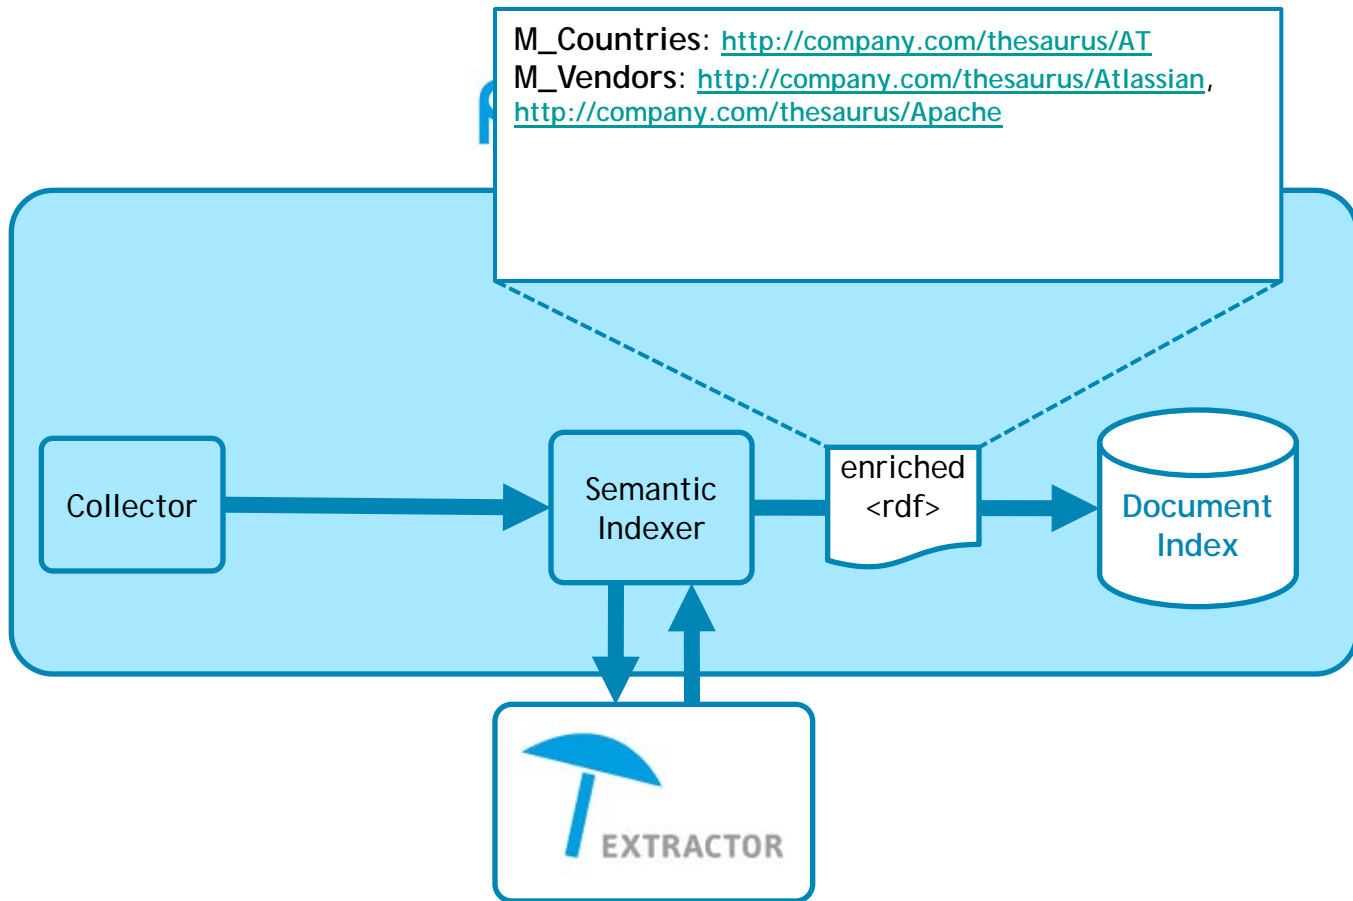 M_Countries: http://company.com/thesaurus/AT
M_Vendors: http://company.com/thesaurus/Atlassian,
http://company.com/thesaurus/Apache
Collector
Semantic
Indexer
enriched
<rdf>
Document
Index
EXTRACTOR